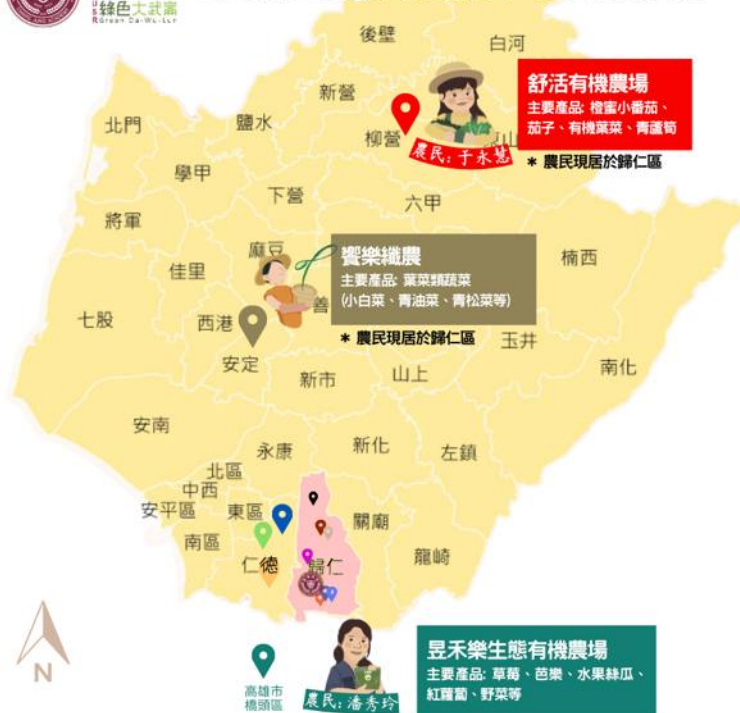 綠色大武崙
Green Da-Wu-Lun
後壁
白河
新營
北門
鹽水
柳營
學甲
下營
六甲
將軍
麻豆
佳里
楠西
七股
西港
善
安定
玉井
南化
新市
山上
安南
永康
新化
左鎮
北區
中西
安平區
東區
關廟
南區
仁德
歸仁
龍崎
舒活有機農場
主要產品: 橙蜜小番茄、
茄子、有機葉菜、青蘆筍
農民: 于永慧
* 農民現居於歸仁區
饗樂纖農
主要產品: 葉菜類蔬菜
(小白菜、青油菜、青松菜等)
* 農民現居於歸仁區
昱禾樂生態有機農場
主要產品: 草莓、芭樂、水果絲瓜、
紅蘿蔔、野菜等
農民: 潘秀玲
高雄市
橋頭區
N